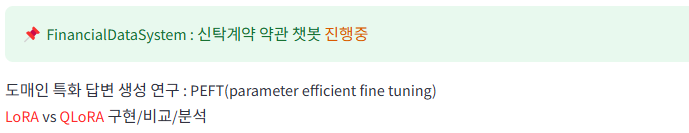 📌 FinancialDataSystem : 신탁계약 약관 챗봇 진행중
도매인 특화 답변 생성 연구 : PEFT(parameter efficient fine tuning)
LoRA vs QLoRA 구현/비교/분석